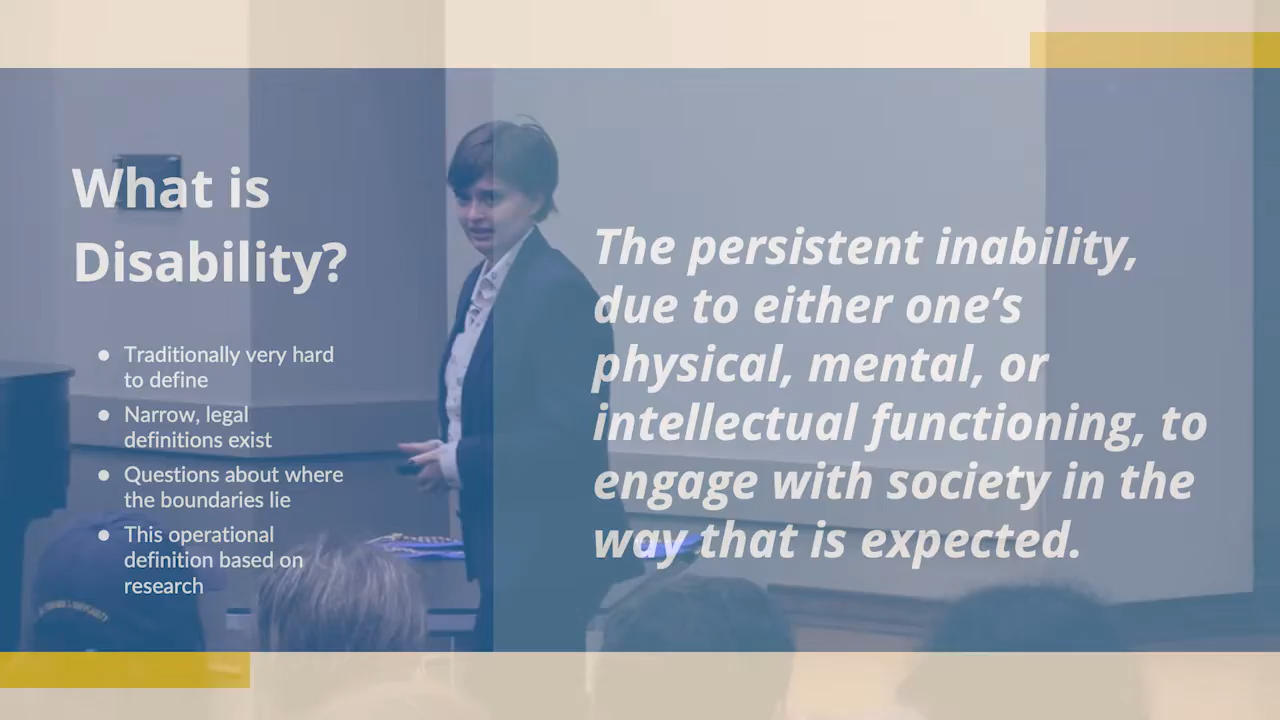 What is
Disability?
● Traditionally very hard
to define
● Narrow, legal
definitions exist
● Questions about where
the boundaries lie
● This operational
definition based on
research
The persistent inability,
due to either one’s
physical, mental, or
intellectual functioning, to
engage with society in the
way that is expected.